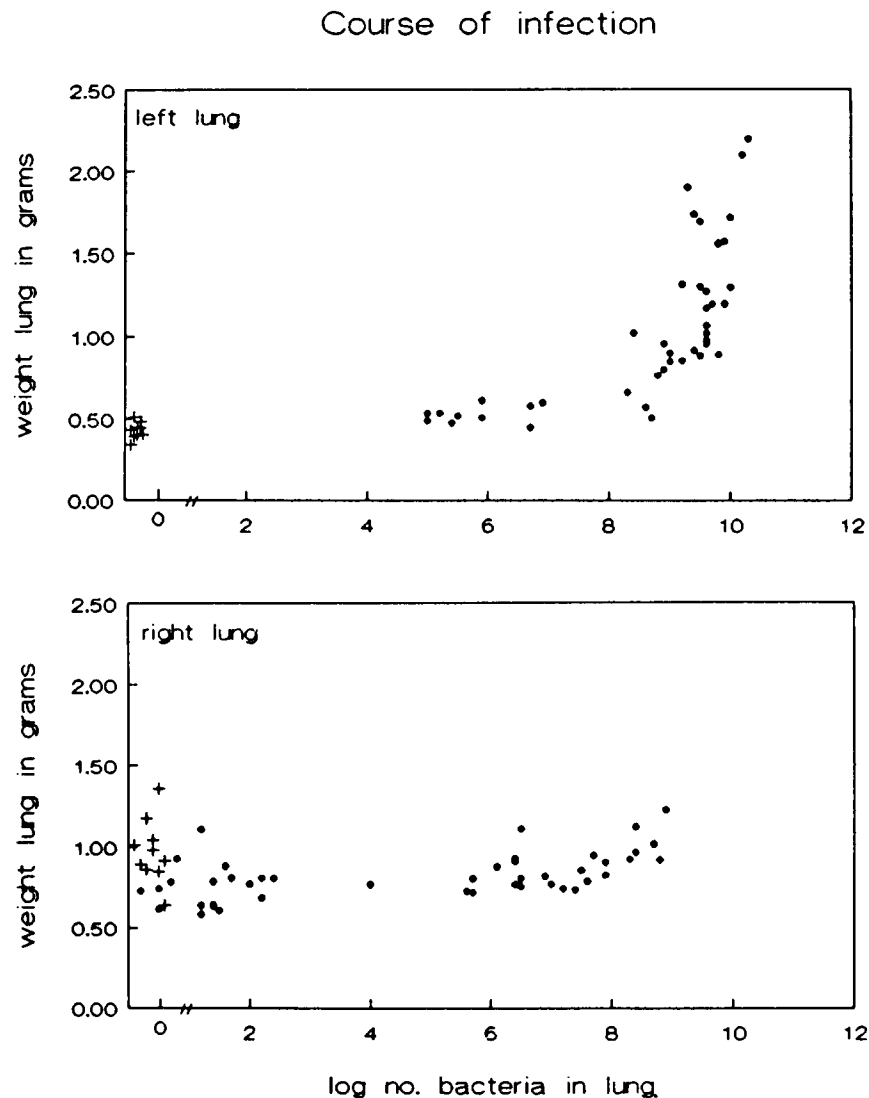 Course of infection
left lung
weight lung in grams
2.50
2.00
1.50
1.00
0.50
0.00
0 2 4 6 8 10 12
right lung
weight lung in grams
2.50
2.00
1.50
1.00
0.50
0.00
0 2 4 6 8 10 12
log no. bacteria in lung